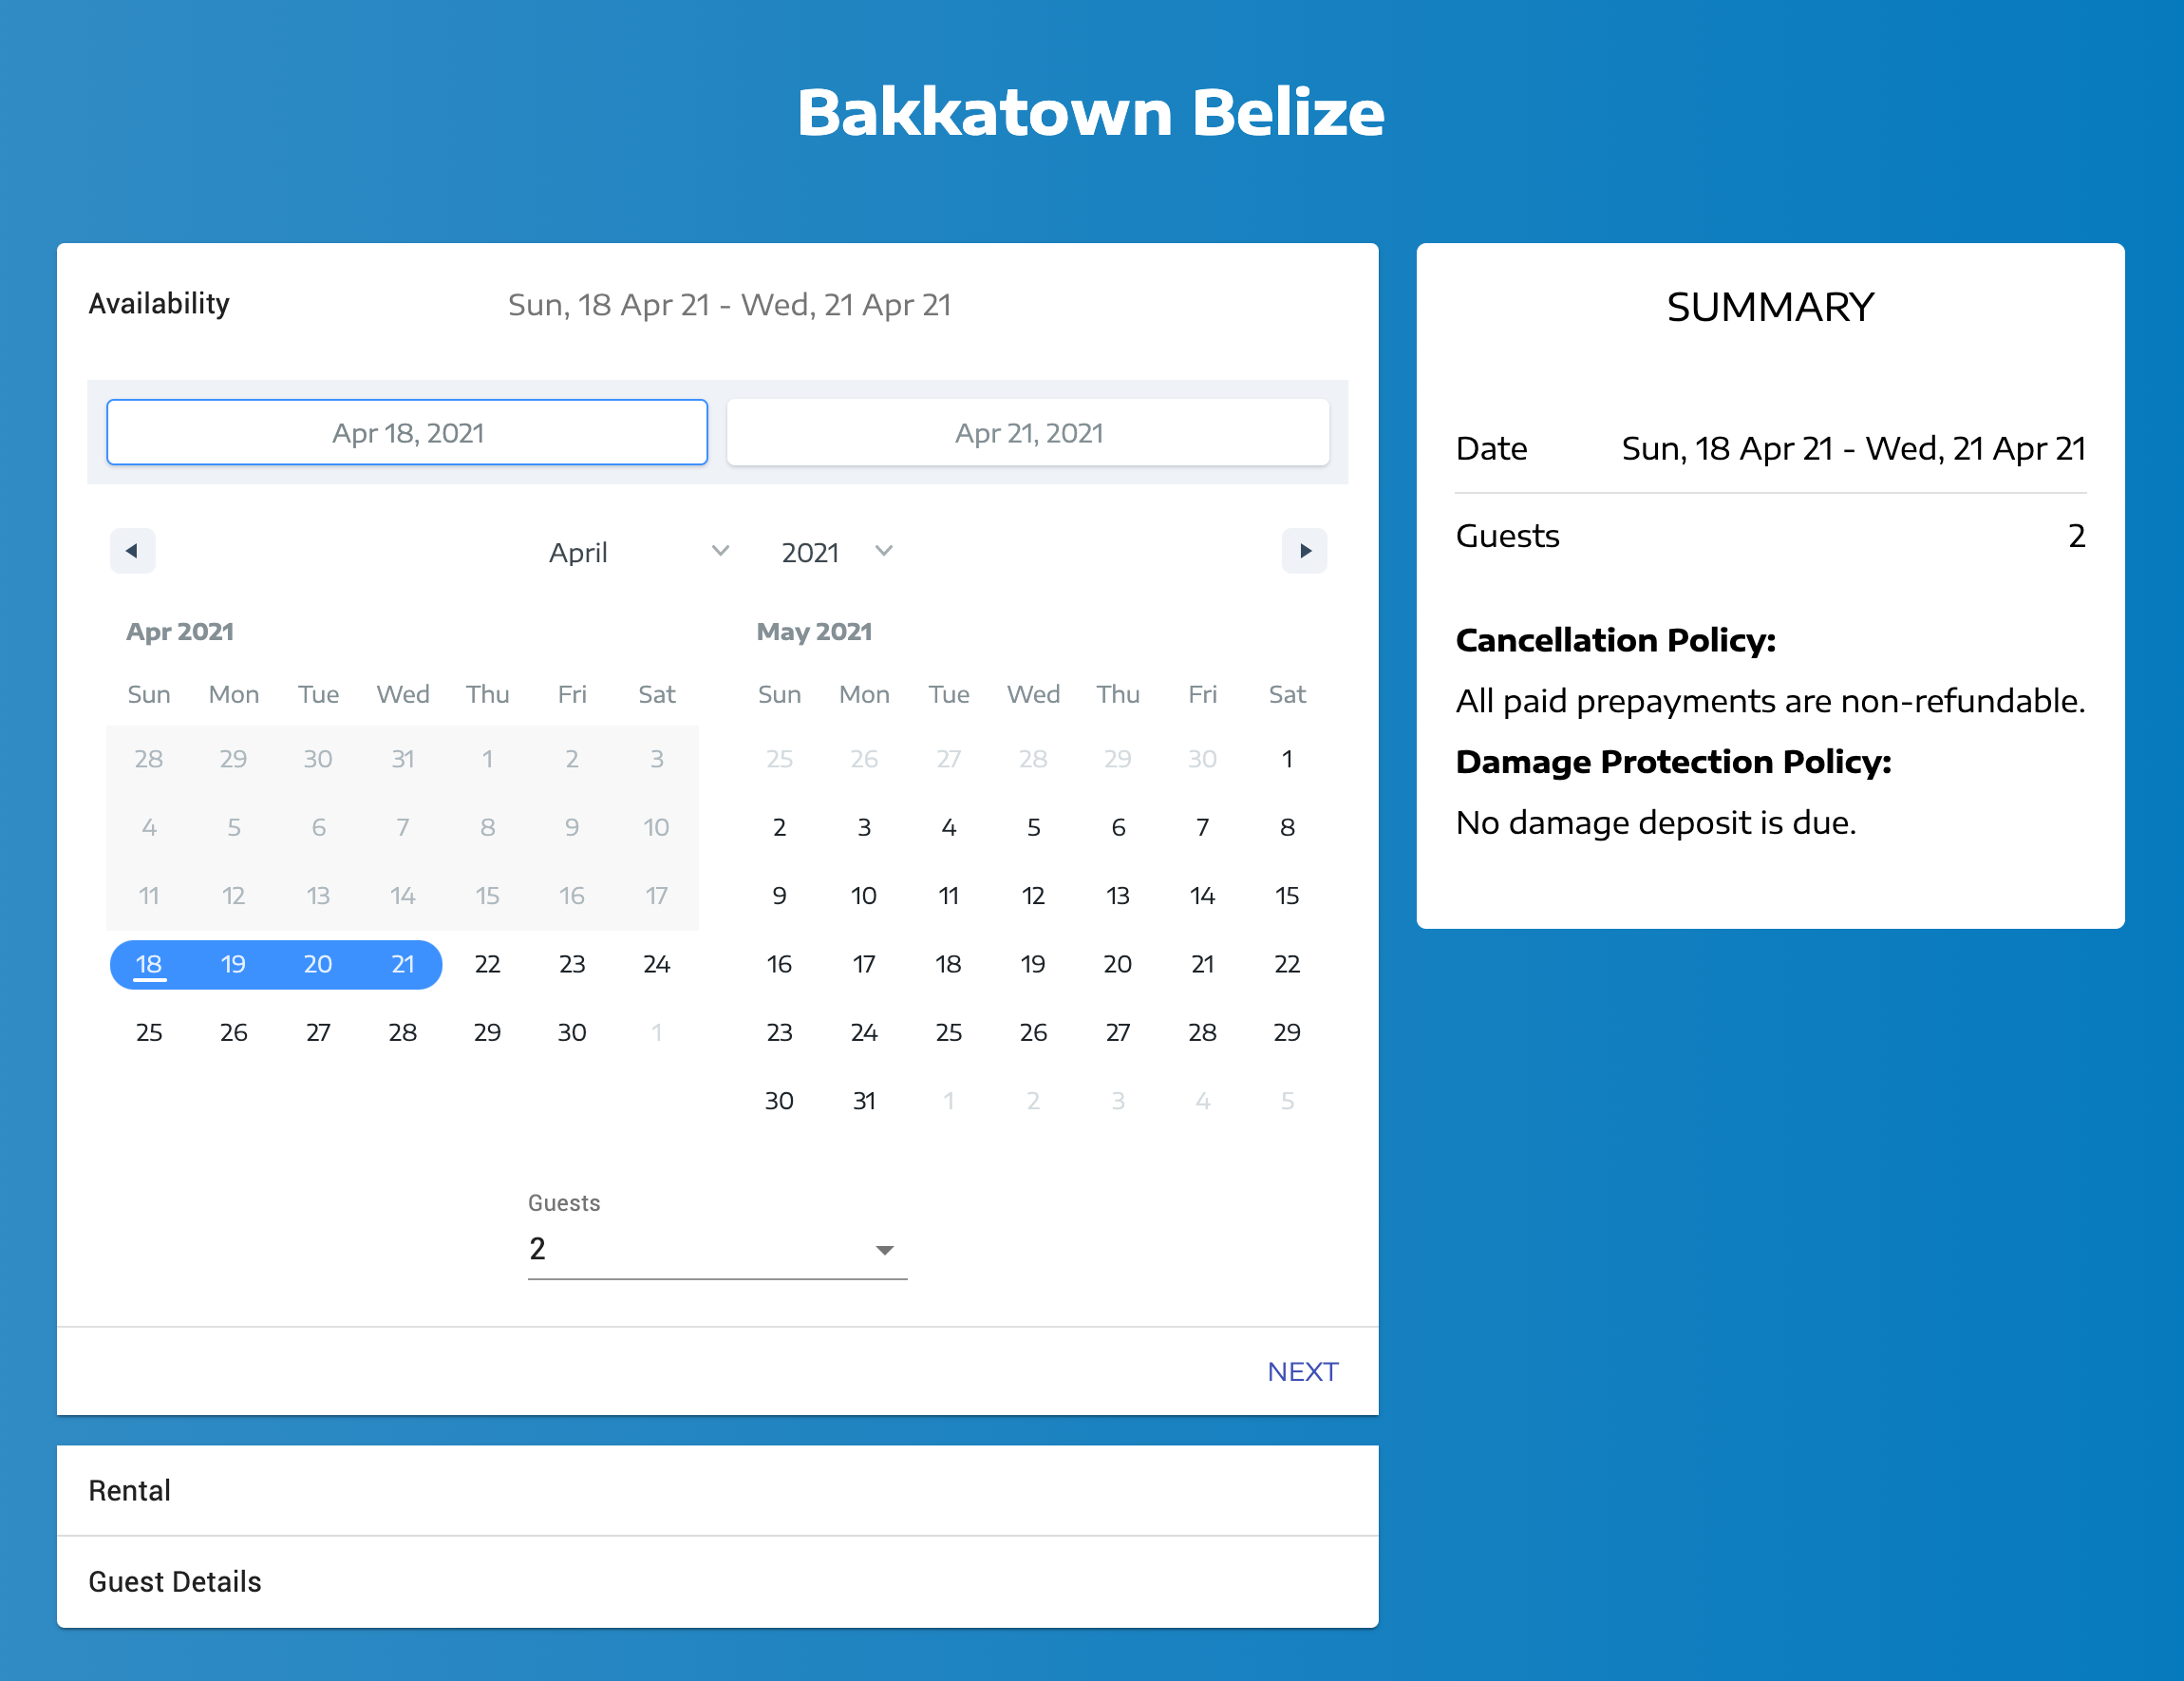 Bakkatown Belize
Availability Sun, 18 Apr 21 - Wed, 21 Apr 21
Apr 18, 2021 Apr 21, 2021
April 2021
Apr 2021
Sun Mon Tue Wed Thu Fri Sat
28 29 30 31 1 2 3
4 5 6 7 8 9 10
11 12 13 14 15 16 17
18 19 20 21 22 23 24
25 26 27 28 29 30 1
May 2021
Sun Mon Tue Wed Thu Fri Sat
25 26 27 28 29 30 1
2 3 4 5 6 7 8
9 10 11 12 13 14 15
16 17 18 19 20 21 22
23 24 25 26 27 28 29
30 31 1 2 3 4 5
Guests
2
NEXT
Rental
Guest Details
SUMMARY
Date Sun, 18 Apr 21 - Wed, 21 Apr 21
Guests 2
Cancellation Policy:
All paid prepayments are non-refundable.
Damage Protection Policy:
No damage deposit is due.